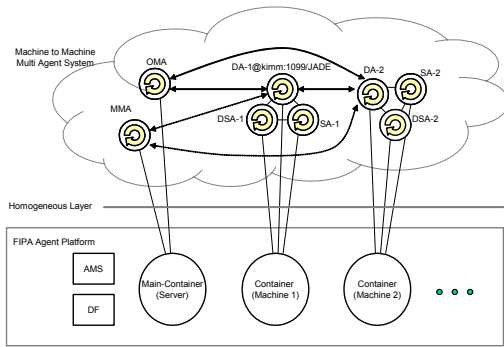 Machine to Machine
Multi Agent System
OMA
DA-1@kimm:1099/JADE
DA-2
SA-2
MMA
DSA-1
SA-1
DSA-2
Homogeneous Layer
FIPA Agent Platform
AMS
DF
Main-Container
(Server)
Container
(Machine 1)
Container
(Machine 2)